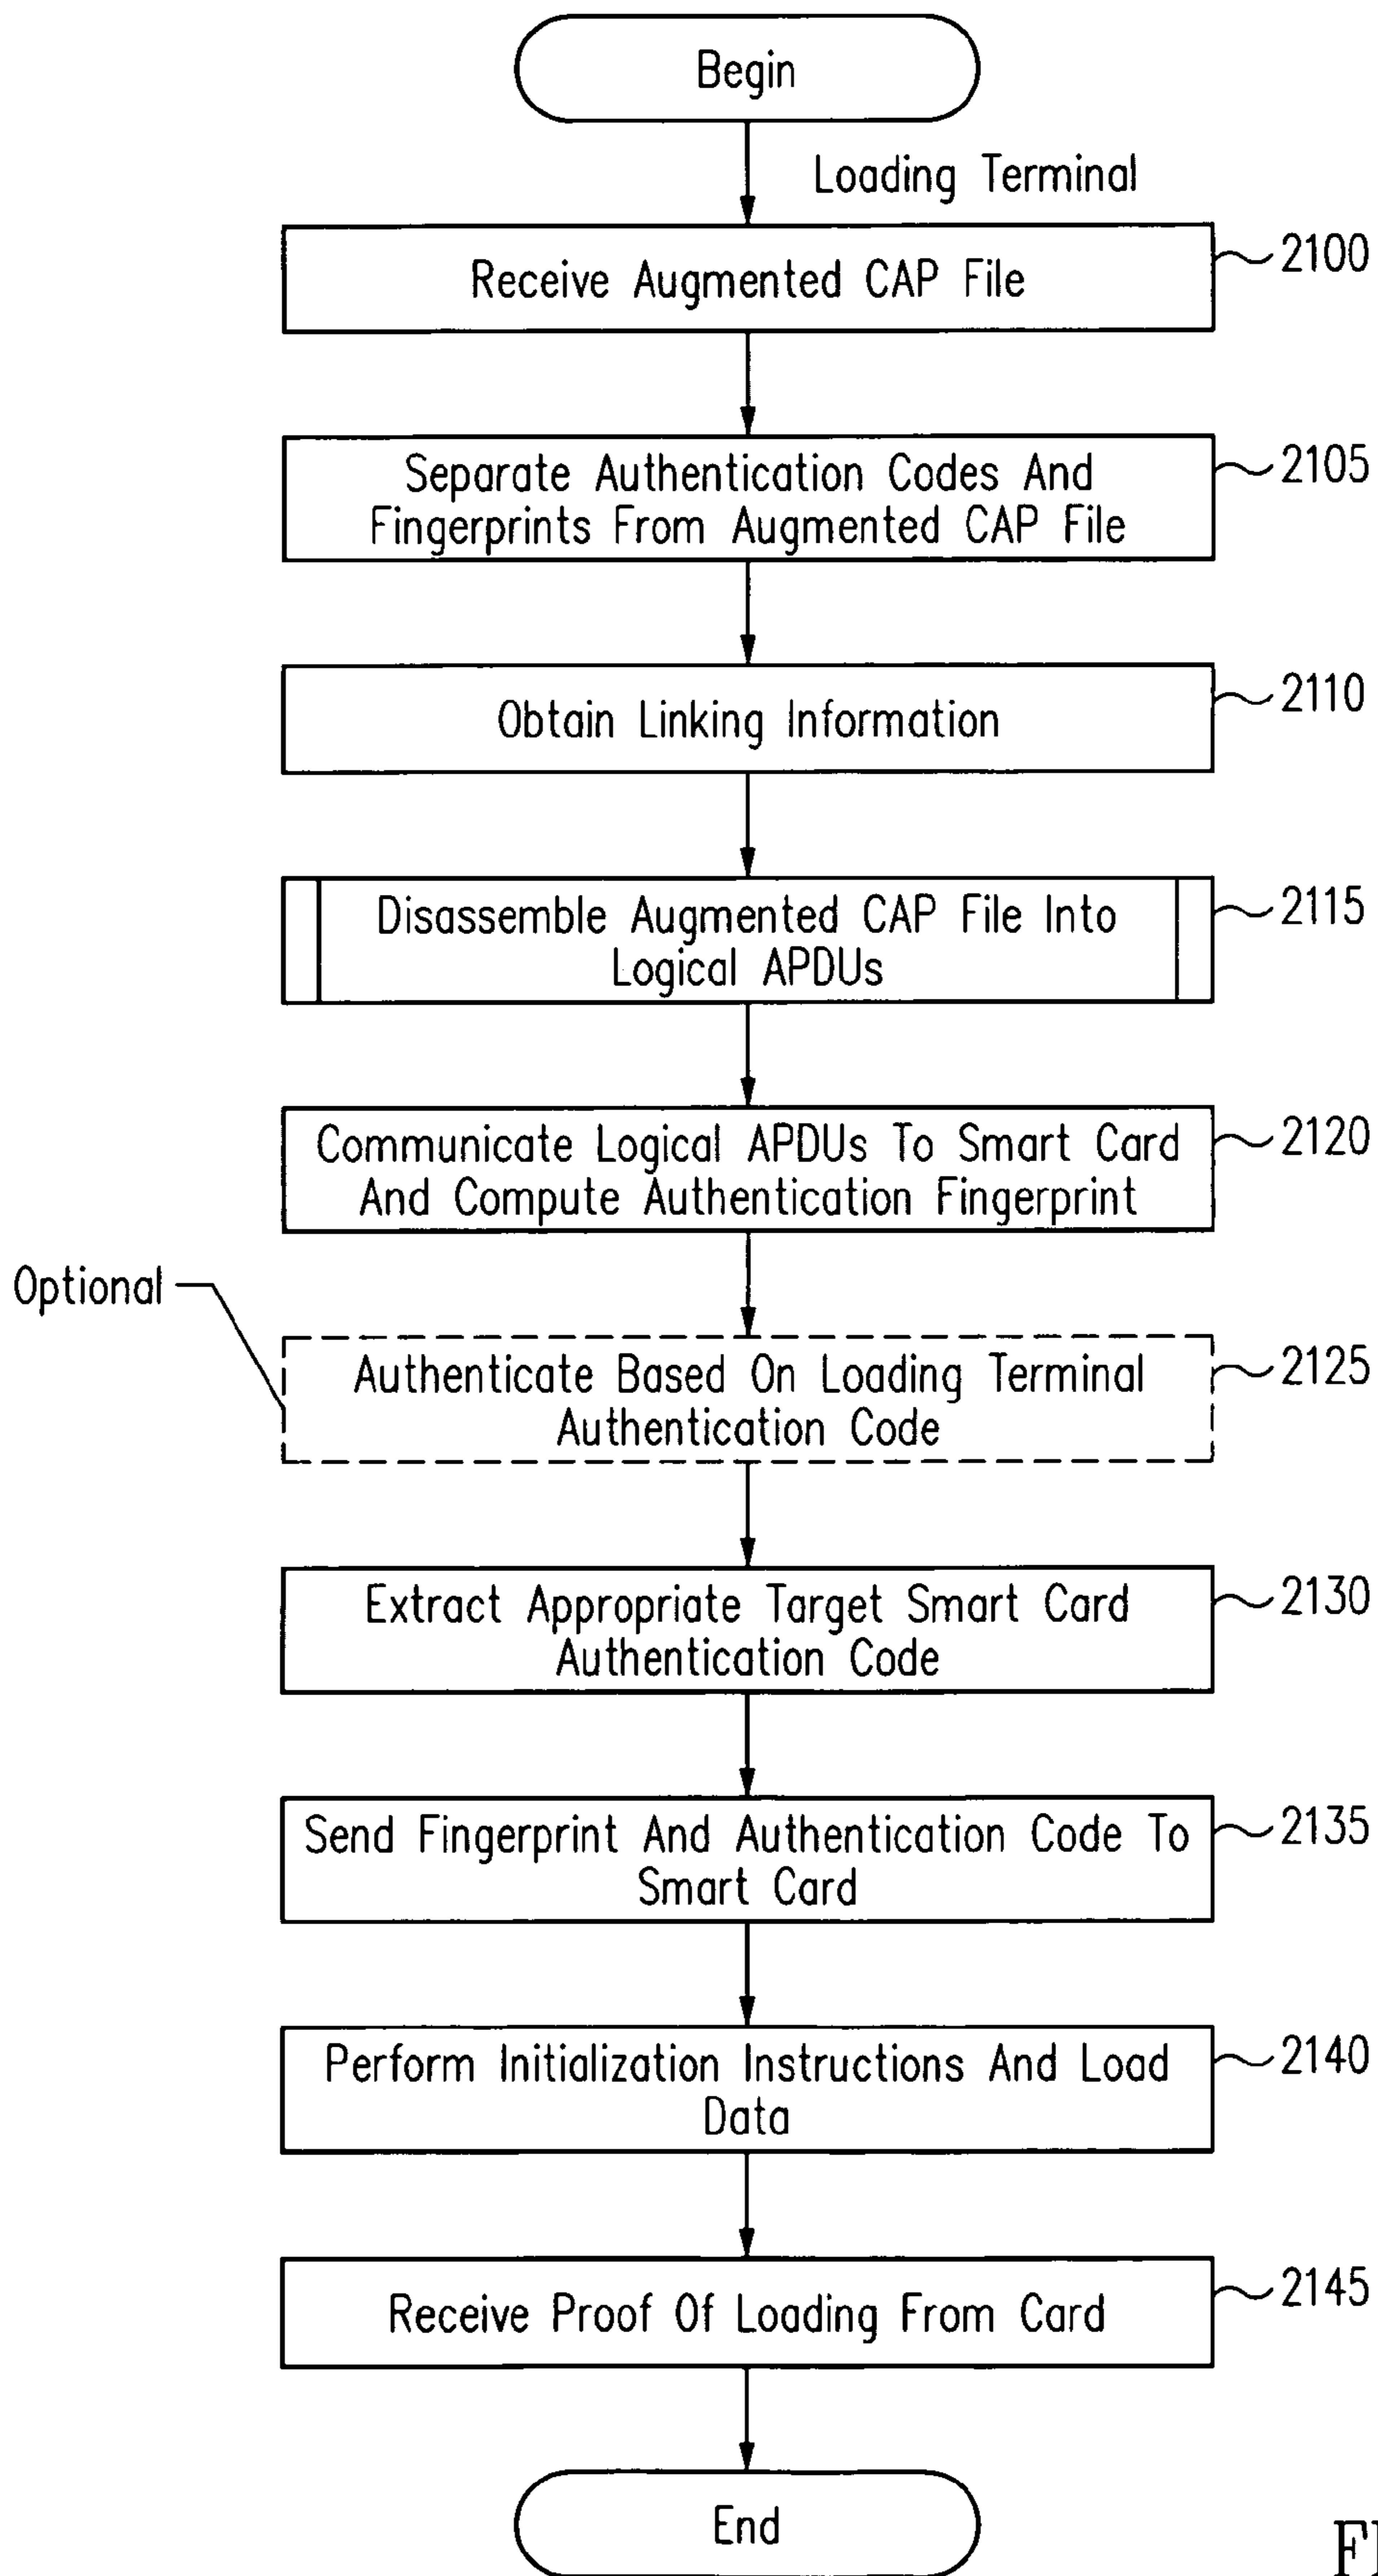 Begin
Loading Terminal
Receive Augmented CAP File
2100
Separate Authentication Codes And
Fingerprints From Augmented CAP File
2105
Obtain Linking Information
2110
Disassemble Augmented CAP File Into
Logical APDUs
2115
Communicate Logical APDUs To Smart Card
And Compute Authentication Fingerprint
2120
Optional
Authenticate Based On Loading Terminal
Authentication Code
2125
Extract Appropriate Target Smart Card
Authentication Code
2130
Send Fingerprint And Authentication Code To
Smart Card
2135
Perform Initialization Instructions And Load
Data
2140
Receive Proof Of Loading From Card
2145
End